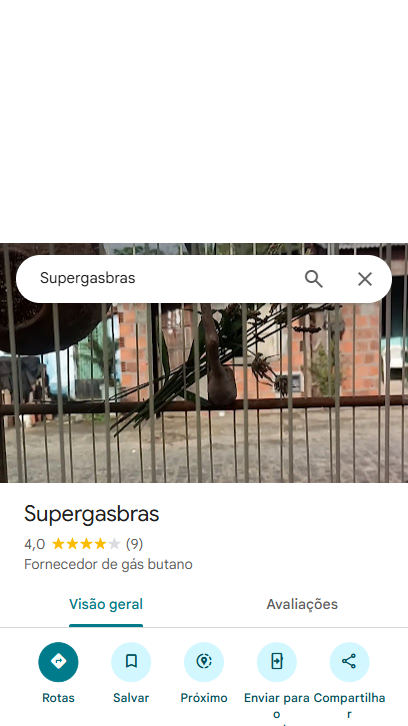 Supergasbras
Supergasbras
4,0 (9)
Fornecedor de gás butano
Visão geral Avaliações
Rotas Salvar Próximo Enviar para o Compartilhar